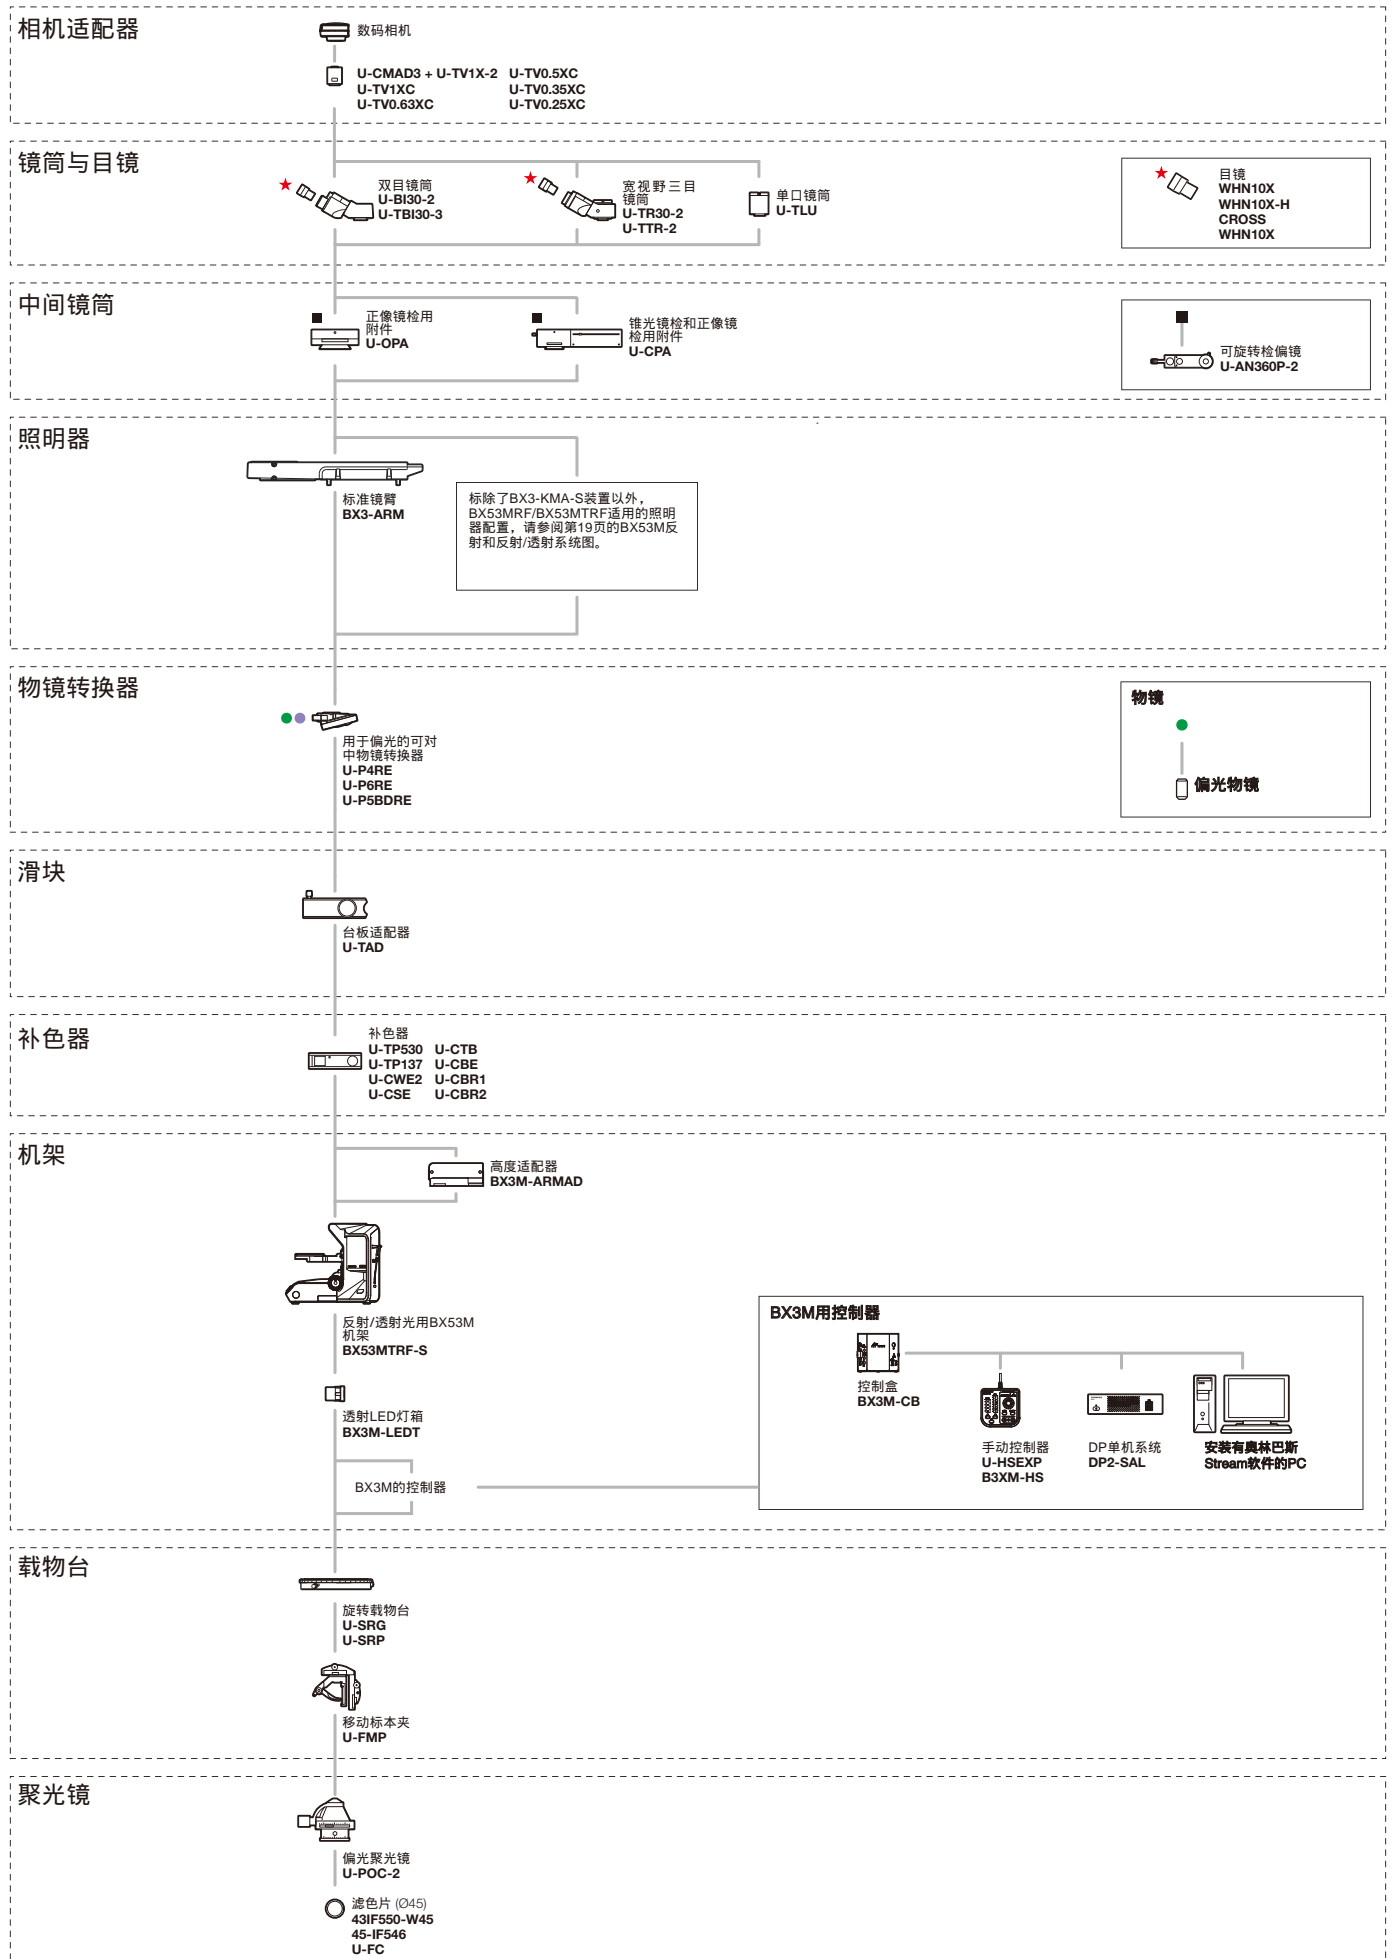 相机适配器
数码相机
U-CMAD3 + U-TV1X-2 U-TV0.5XC
U-TV1XC U-TV0.35XC
U-TV0.63XC U-TV0.25XC
镜筒与目镜
双目镜筒
U-BI30-2
U-TBI30-3
宽视野三目
镜筒
U-TR30-2
U-TTR-2
单口镜筒
U-TLU
目镜
WHN10X
WHN10X-H
CROSS
WHN10X
中间镜筒
正像镜检用
附件
U-OPA
锥光镜检和正像镜
检用附件
U-CPA
可旋转检偏镜
U-AN360P-2
照明器
标准镜臂
BX3-ARM
标除了BX3-KMA-S装置以外，
BX53MRF/BX53MTRF适用的照明
器配置，请参阅第19页的BX53M反
射和反射/透射系统图。
物镜转换器
用于偏光的可对
中物镜转换器
U-P4RE
U-P6RE
U-P5BDRE
物镜
偏光物镜
滑块
台板适配器
U-TAD
补色器
补色器
U-TP530 U-CTB
U-TP137 U-CBE
U-CWE2 U-CBR1
U-CSE U-CBR2
机架
高度适配器
BX3M-ARMAD
反射/透射光用BX53M
机架
BX53MTRF-S
透射LED灯箱
BX3M-LEDT
BX3M的控制器
BX3M用控制器
控制盒
BX3M-CB
手动控制器
U-HSEXP
B3XM-HS
DP单机系统
DP2-SAL
安装有奥林巴斯
Stream软件的PC
载物台
旋转载物台
U-SRG
U-SRP
移动标本夹
U-FMP
聚光镜
偏光聚光镜
U-POC-2
滤色片 (Ø45)
43IF550-W45
45-IF546
U-FC